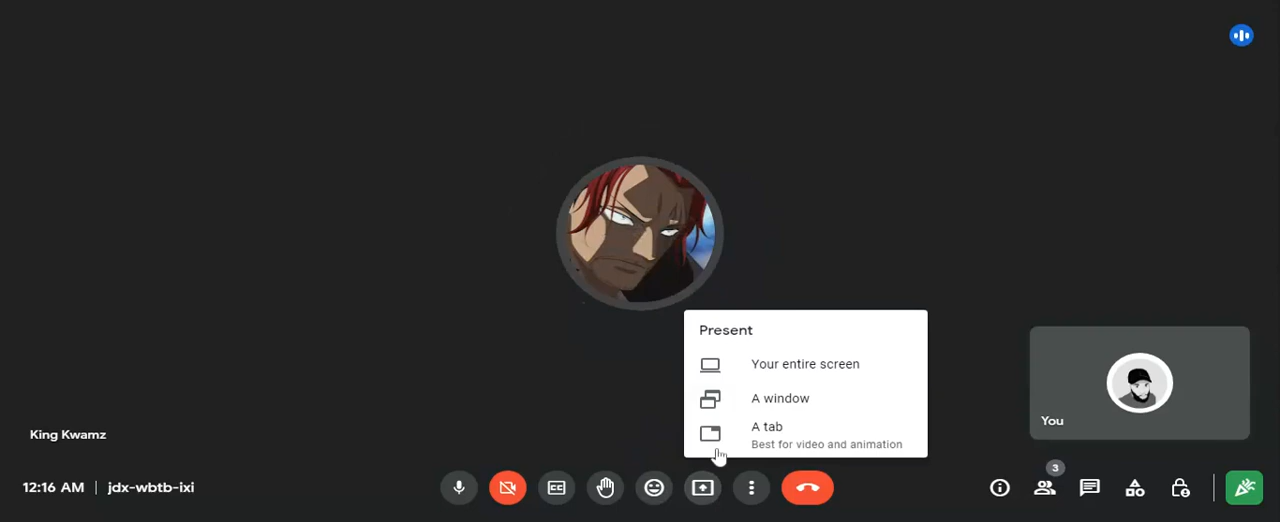 Present
Your entire screen
A window
A tab
Best for video and animation
You
King Kwamz
3
12:16 AM | jdx-wbtb-ixi
CC